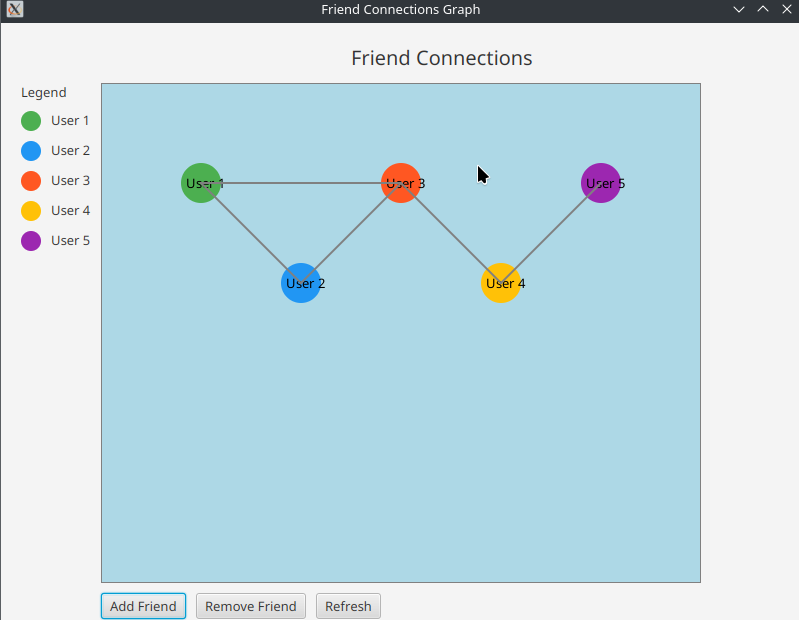 Friend Connections Graph
Friend Connections
Legend
User 1
User 2
User 3
User 4
User 5
User 1
User 3
User 5
User 2
User 4
Add Friend
Remove Friend
Refresh